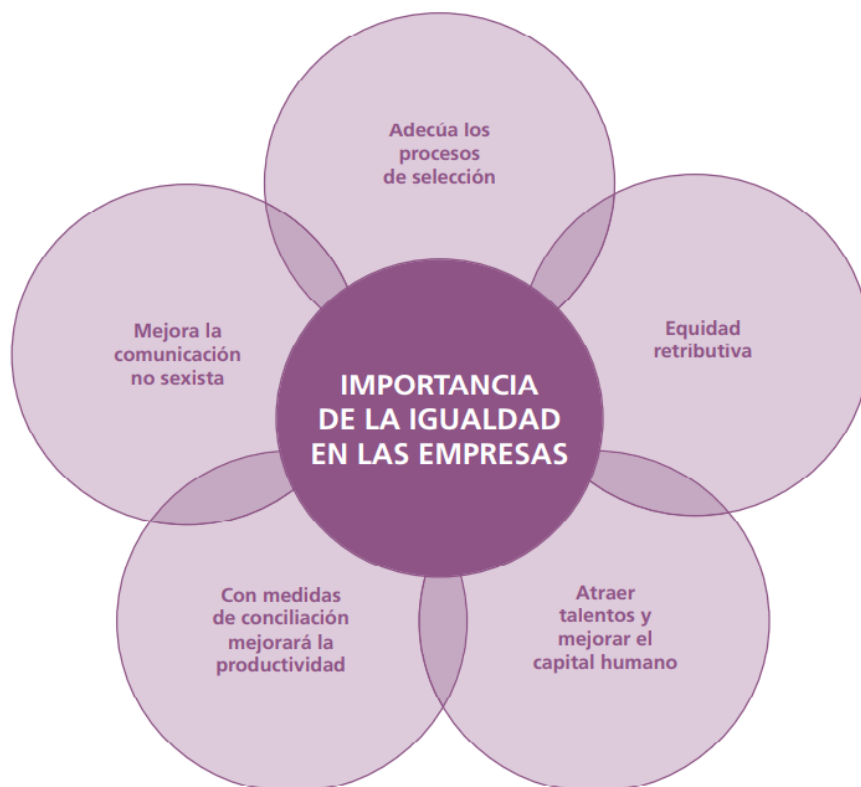 Adecúa los
procesos
de selección
Mejora la
comunicación
no sexista
Equidad
retributiva
IMPORTANCIA
DE LA IGUALDAD
EN LAS EMPRESAS
Con medidas
de conciliación
mejorará la
productividad
Atraer
talentos y
mejorar el
capital humano